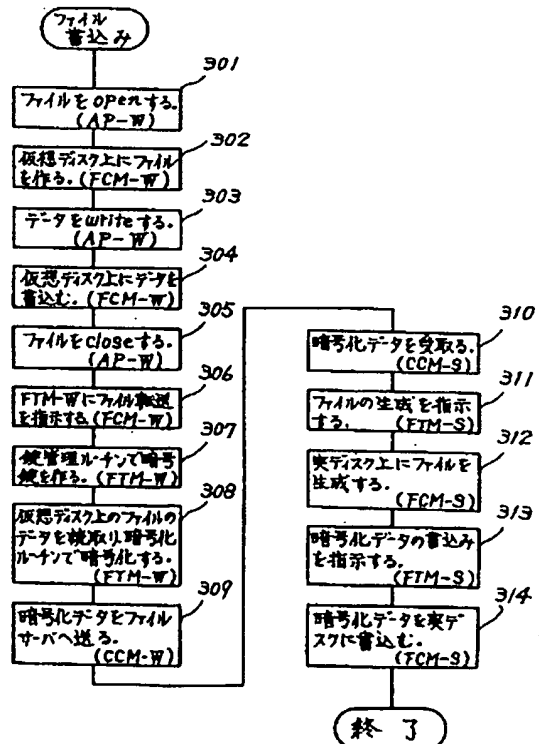 ファイル
書込み
301
ファイルをopenする。
(AP-W)
302
仮想ディスク上にファイル
を作る。(FCM-W)
303
データをwriteする。
(AP-W)
304
仮想ディスク上にデータを
書込む。(FCM-W)
305
ファイルをcloseする。
(AP-W)
306
FTM-Wにファイル転送
を指示する。(FCM-W)
307
鍵管理ルーチンで暗号
鍵を作る。(FTM-W)
308
仮想ディスク上のファイルの
データを読取り、暗号化
ルーチンで暗号化する。
(FTM-W)
309
暗号化データをファイル
サーバへ送る。
(CCM-W)
310
暗号化データを受取る。
(CCM-S)
311
ファイルの生成を指示
する。(FTM-S)
312
実ディスク上にファイルを
生成する。
(FCM-S)
313
暗号化データの書込み
を指示する。
(FTM-S)
314
暗号化データを実ディ
スクに書込む。
(FCM-S)
終了